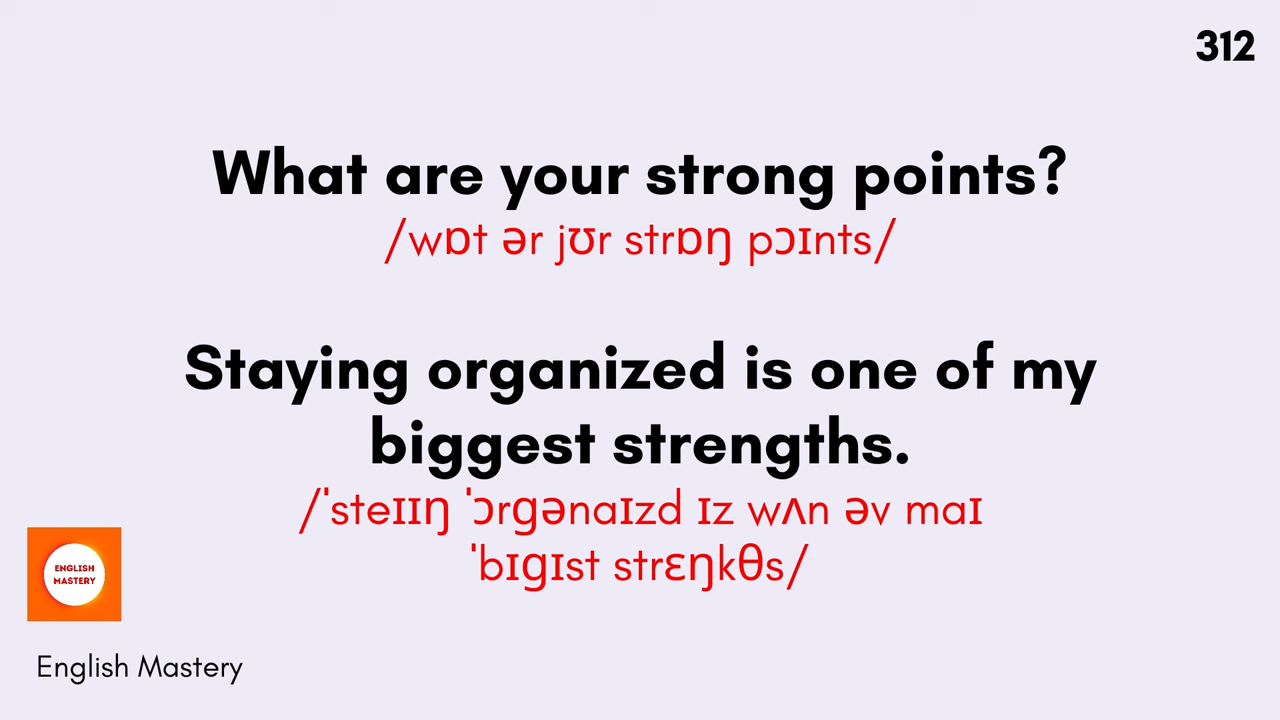 312
What are your strong points?
/wɒt ər jʊr strɒŋ pɔɪnts/
Staying organized is one of my
biggest strengths.
/ˈsteɪɪŋ ˈɔrɡənaɪzd ɪz wʌn əv maɪ
ˈbɪɡɪst strɛŋkθs/
ENGLISH
MASTERY
English Mastery